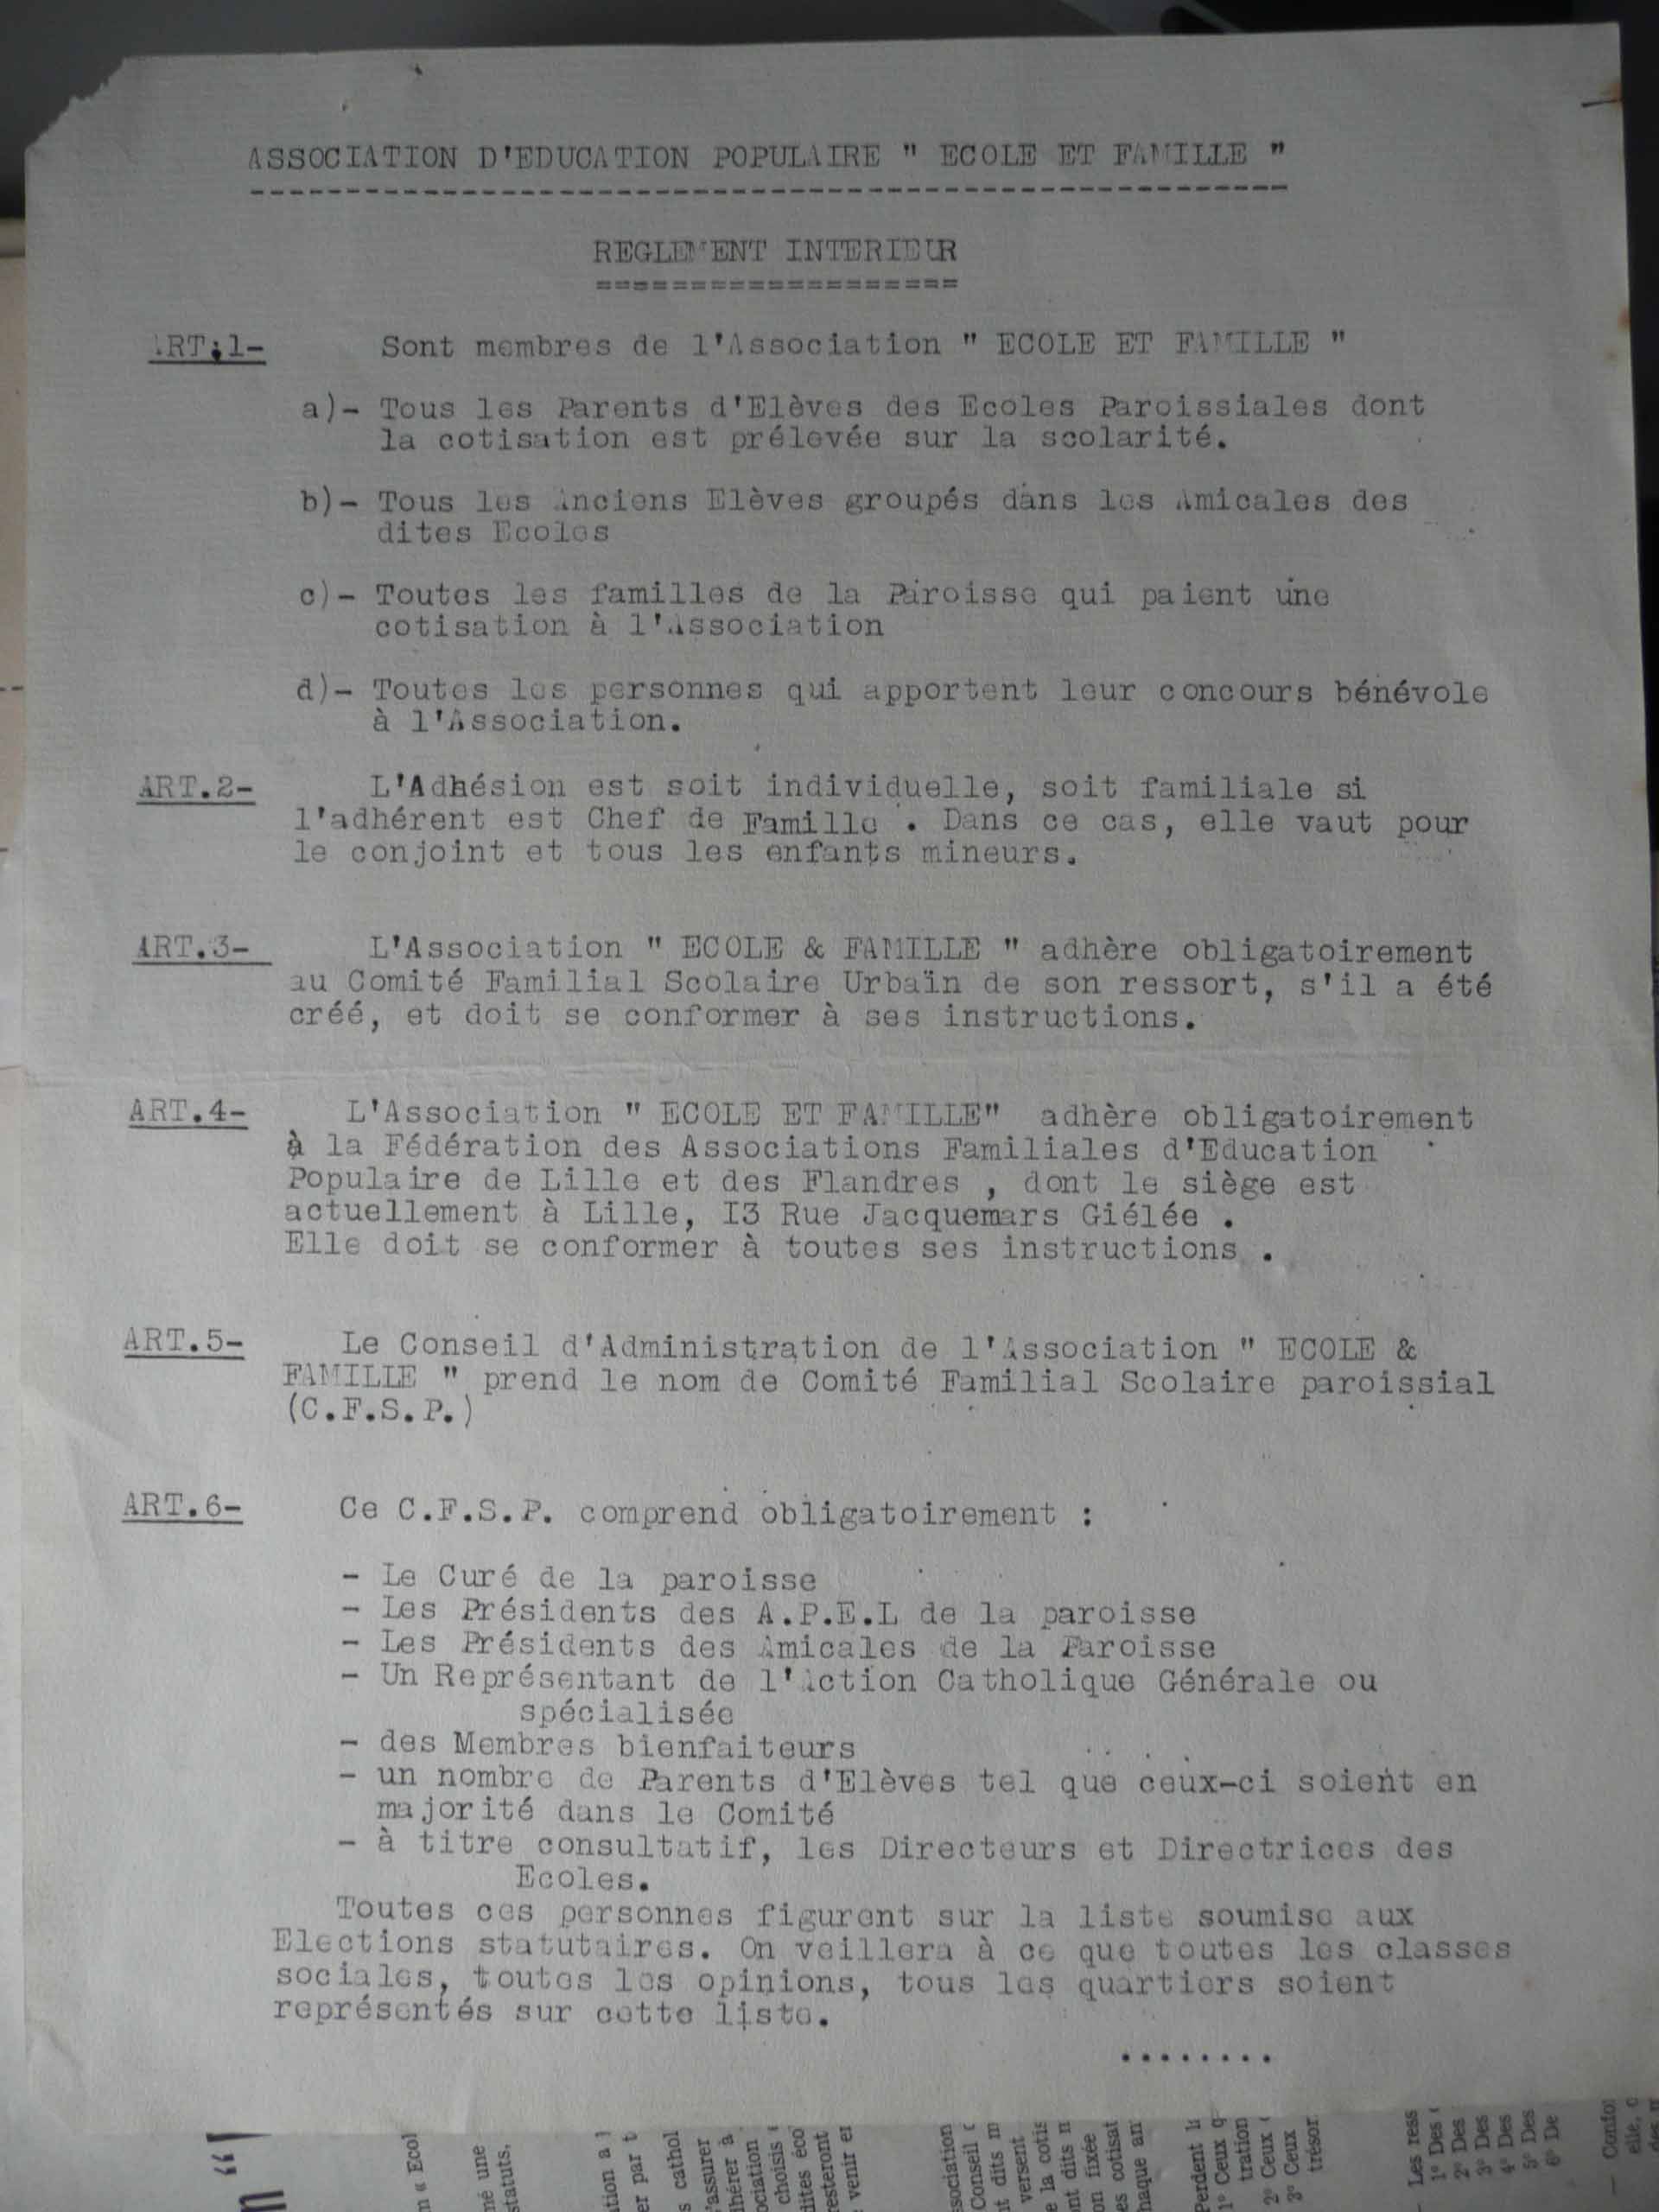 ASSOCIATION D'EDUCATION POPULAIRE " ECOLE ET FAMILLE "
REGLEMENT INTERIEUR
ART.1- Sont membres de l'Association " ECOLE ET FAMILLE "
a)- Tous les Parents d'Elèves des Ecoles Paroissiales dont
la cotisation est prélevée sur la scolarité.
b)- Tous les Anciens Elèves groupés dans les Amicales des
dites Ecoles
c)- Toutes les familles de la Paroisse qui paient une
cotisation à l'Association
d)- Toutes les personnes qui apportent leur concours bénévole
à l'Association.
ART.2- L'Adhésion est soit individuelle, soit familiale si
l'adhérent est Chef de Famille . Dans ce cas, elle vaut pour
le conjoint et tous les enfants mineurs.
ART.3- L'Association " ECOLE & FAMILLE " adhère obligatoirement
au Comité Familial Scolaire Urbaïn de son ressort, s'il a été
créé, et doit se conformer à ses instructions.
ART.4- L'Association " ECOLE ET FAMILLE" adhère obligatoirement
à la Fédération des Associations Familiales d'Education
Populaire de Lille et des Flandres , dont le siège est
actuellement à Lille, I3 Rue Jacquemars Giélée .
Elle doit se conformer à toutes ses instructions .
ART.5- Le Conseil d'Administration de l'Association " ECOLE &
FAMILLE " prend le nom de Comité Familial Scolaire paroissial
(C.F.S.P.)
ART.6- Ce C.F.S.P. comprend obligatoirement :
- Le Curé de la paroisse
- Les Présidents des A.P.E.L de la paroisse
- Les Présidents des Amicales de la Paroisse
- Un Représentant de l'Action Catholique Générale ou
spécialisée
- des Membres bienfaiteurs
- un nombre de Parents d'Elèves tel que ceux-ci soient en
majorité dans le Comité
- à titre consultatif, les Directeurs et Directrices des
Ecoles.
Toutes ces personnes figurent sur la liste soumise aux
Elections statutaires. On veillera à ce que toutes les classes
sociales, toutes les opinions, tous les quartiers soient
représentés sur cette liste.
........